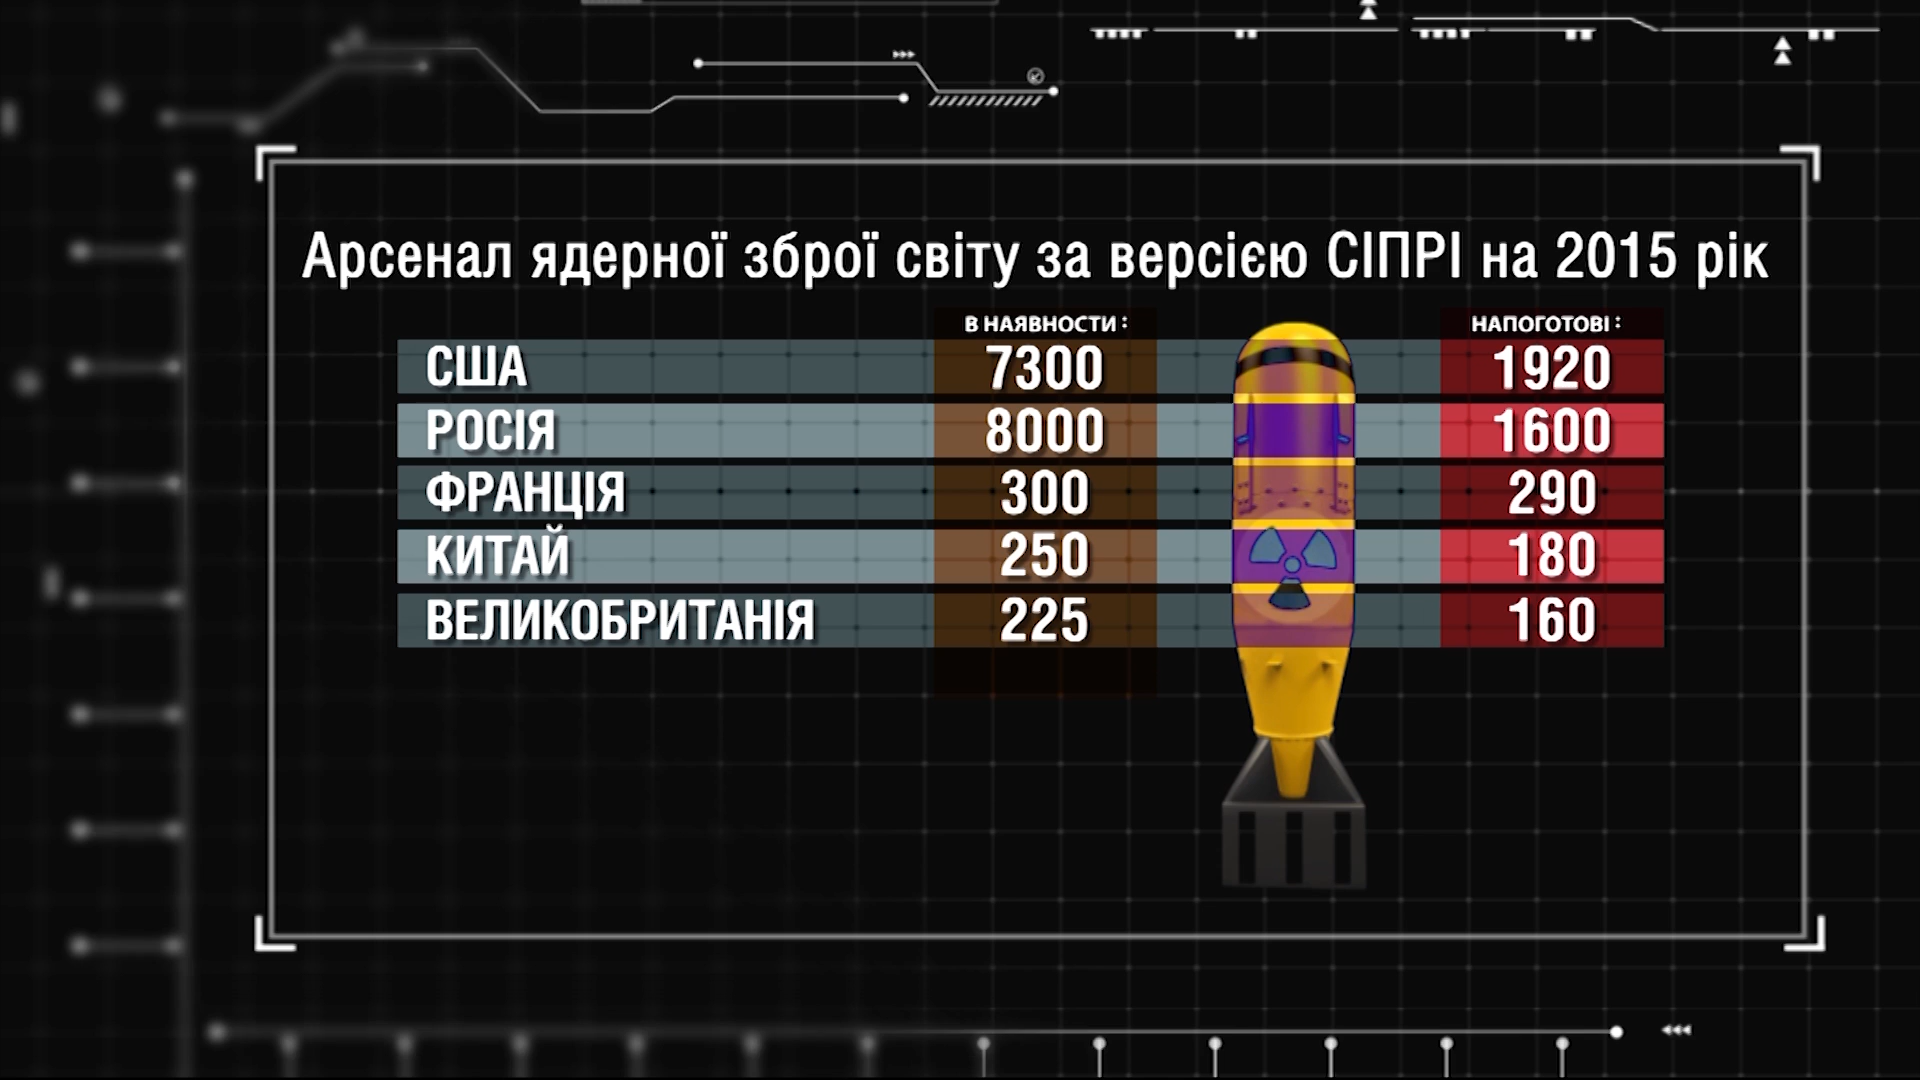 Арсенал ядерної зброї світу за версією СІПРІ на 2015 рік
В НАЯВНОСТИ: НАПОГОТОВІ:
США 7300 1920
РОСІЯ 8000 1600
ФРАНЦІЯ 300 290
КИТАЙ 250 180
ВЕЛИКОБРИТАНІЯ 225 160